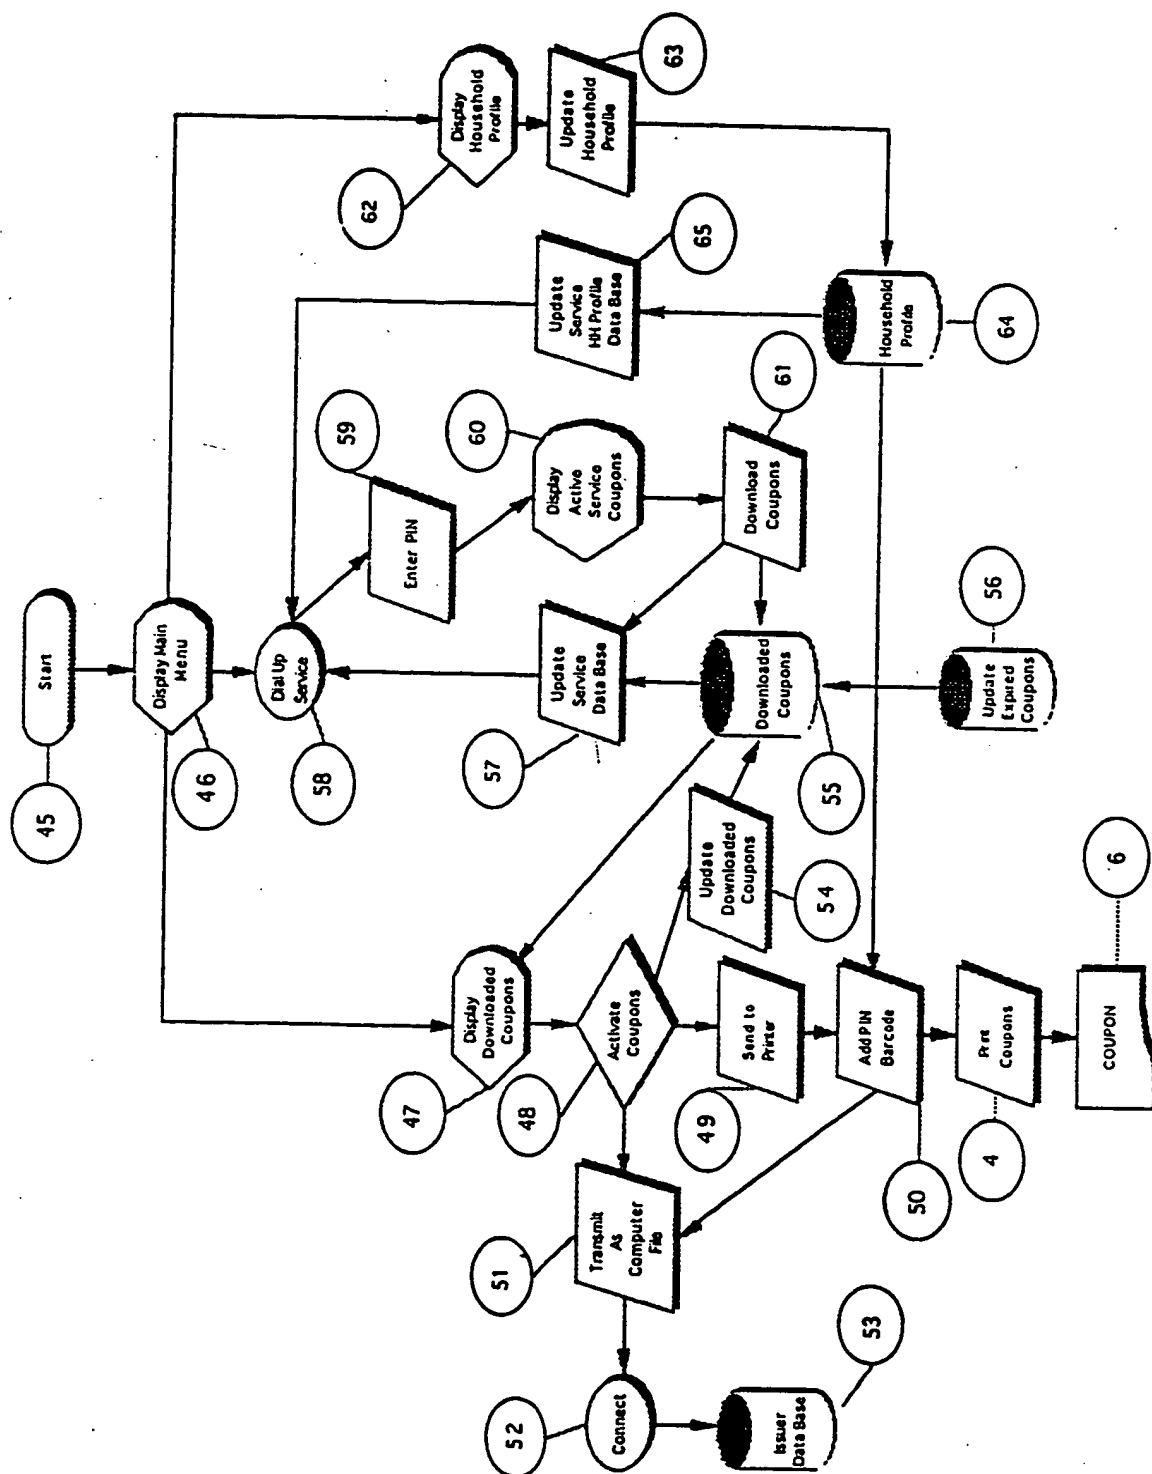 Start
45
Display Main
Menu
46
Dial Up
Service
58
Enter PIN
59
Display
Active
Service
Coupons
60
Download
Coupons
61
Display
Household
Profile
62
Update
Household
Profile
63
Household
Profile
64
Update
Service
HH Profile
Data Base
65
Update
Service
Data Base
57
Downloaded
Coupons
55
Update
Expired
Coupons
56
Display
Downloaded
Coupons
47
Activate
Coupons
48
Update
Downloaded
Coupons
54
Send to
Printer
49
Add PIN
Barcode
50
Prnt
Coupons
4
COUPON
6
Transmit
As
Computer
File
51
Connect
52
Issuer
Data Base
53